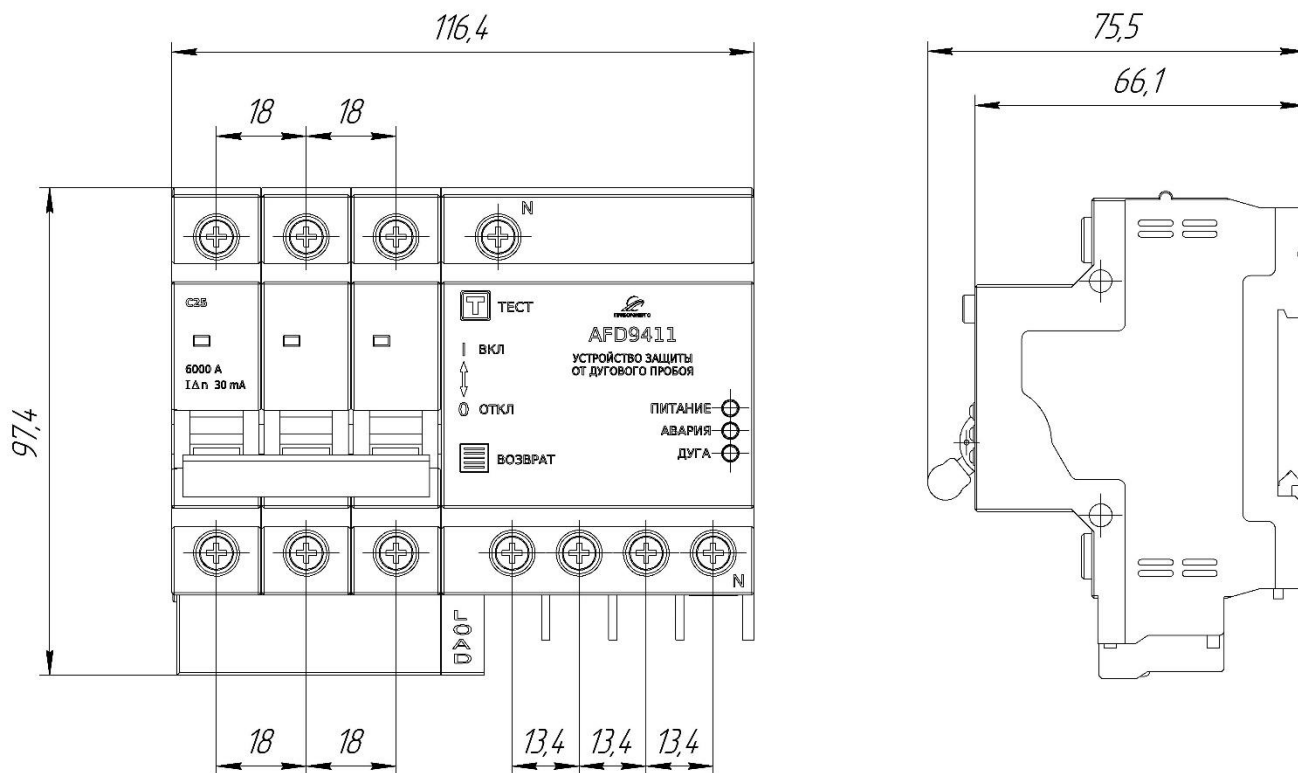 116,4
75,5
66,1
18
18
97,4
N
C25
6000 A
I∆n 30 mA
T
ТЕСТ
I ВКЛ
0 ОТКЛ
ВОЗВРАТ
ПРИБОРЭНЕРГО
AFD9411
УСТРОЙСТВО ЗАЩИТЫ
ОТ ДУГОВОГО ПРОБОЯ
ПИТАНИЕ
АВАРИЯ
ДУГА
N
LOAD
18
18
13,4
13,4
13,4